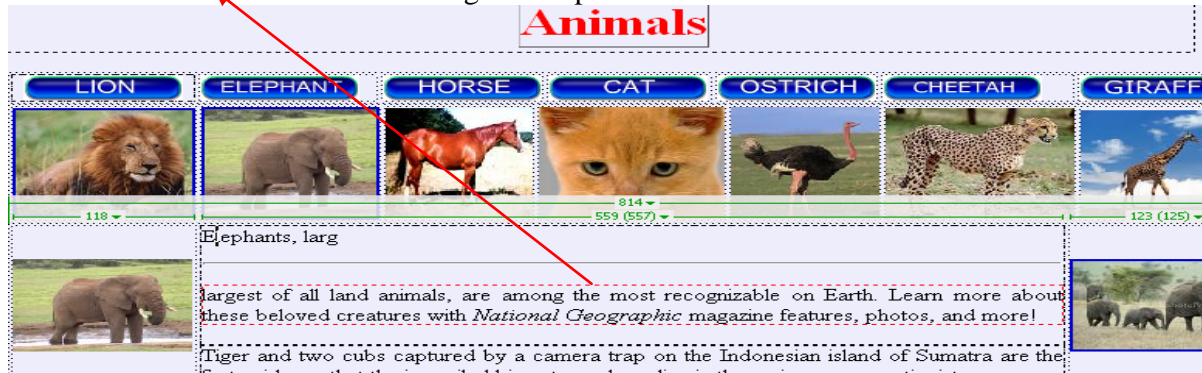 Animals
LION ELEPHANT HORSE CAT OSTRICH CHEETAH GIRAFF
814
118 559 (557) 123 (125)
Elephants, larg
largest of all land animals, are among the most recognizable on Earth. Learn more about
these beloved creatures with National Geographic magazine features, photos, and more!
Tiger and two cubs captured by a camera trap on the Indonesian island of Sumatra are the